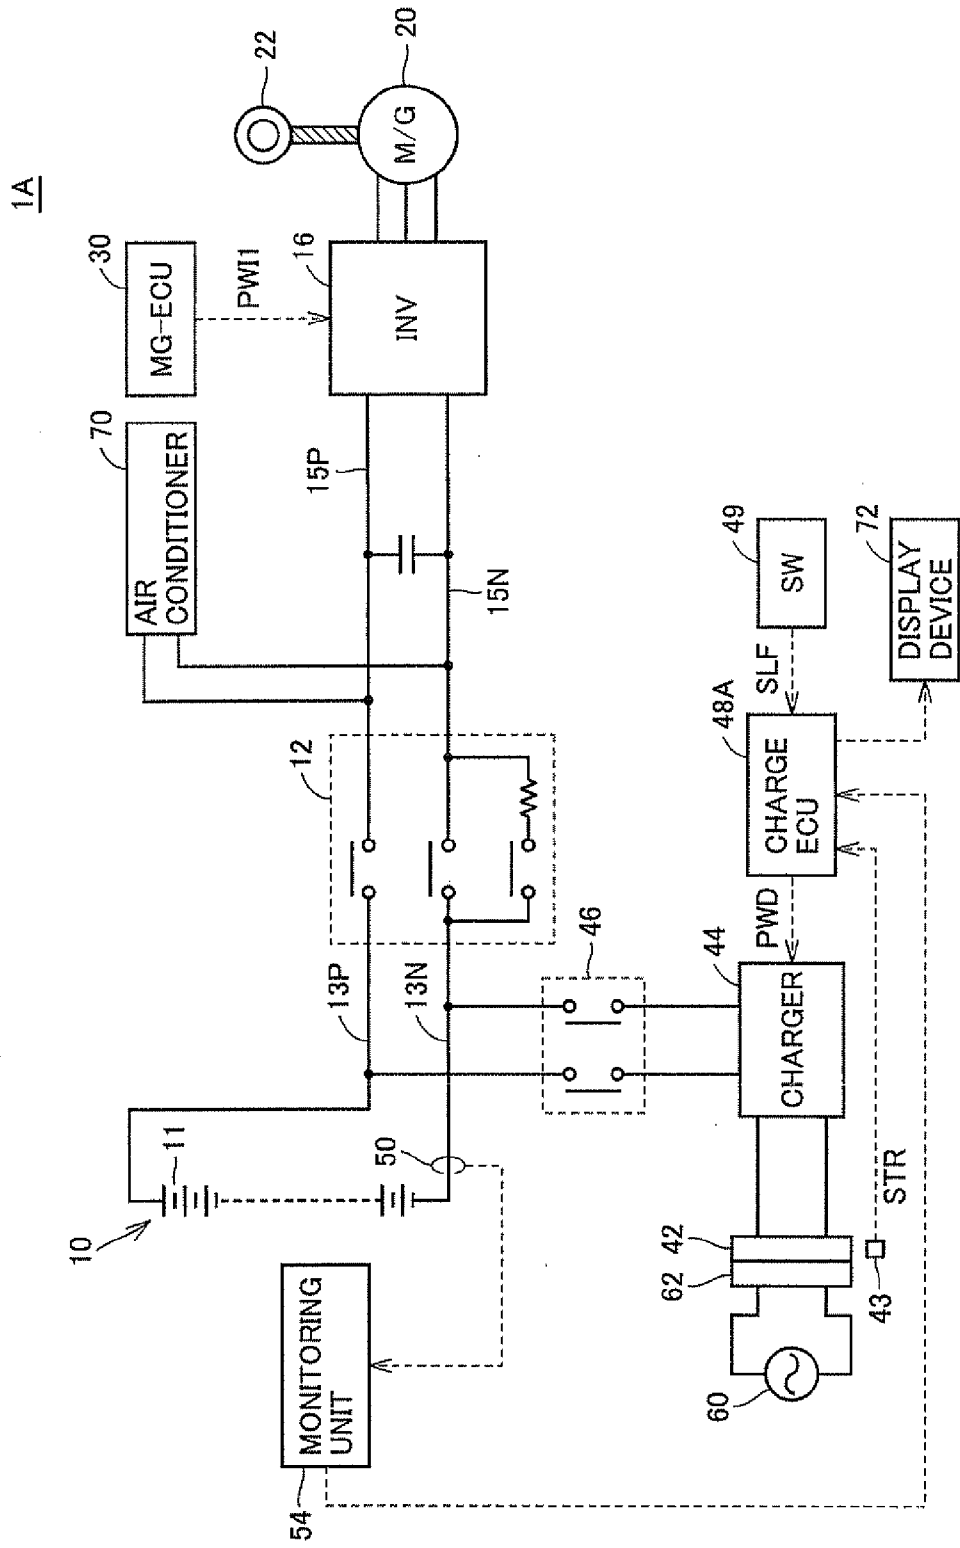 1A
22
20
M/G
30
MG-ECU
PWI1
16
INV
70
AIR
CONDITIONER
15P
15N
12
13P
13N
10
11
50
MONITORING
UNIT
54
46
44
CHARGER
PWD
48A
CHARGE
ECU
SLF
49
SW
72
DISPLAY
DEVICE
42
62
43
STR
60